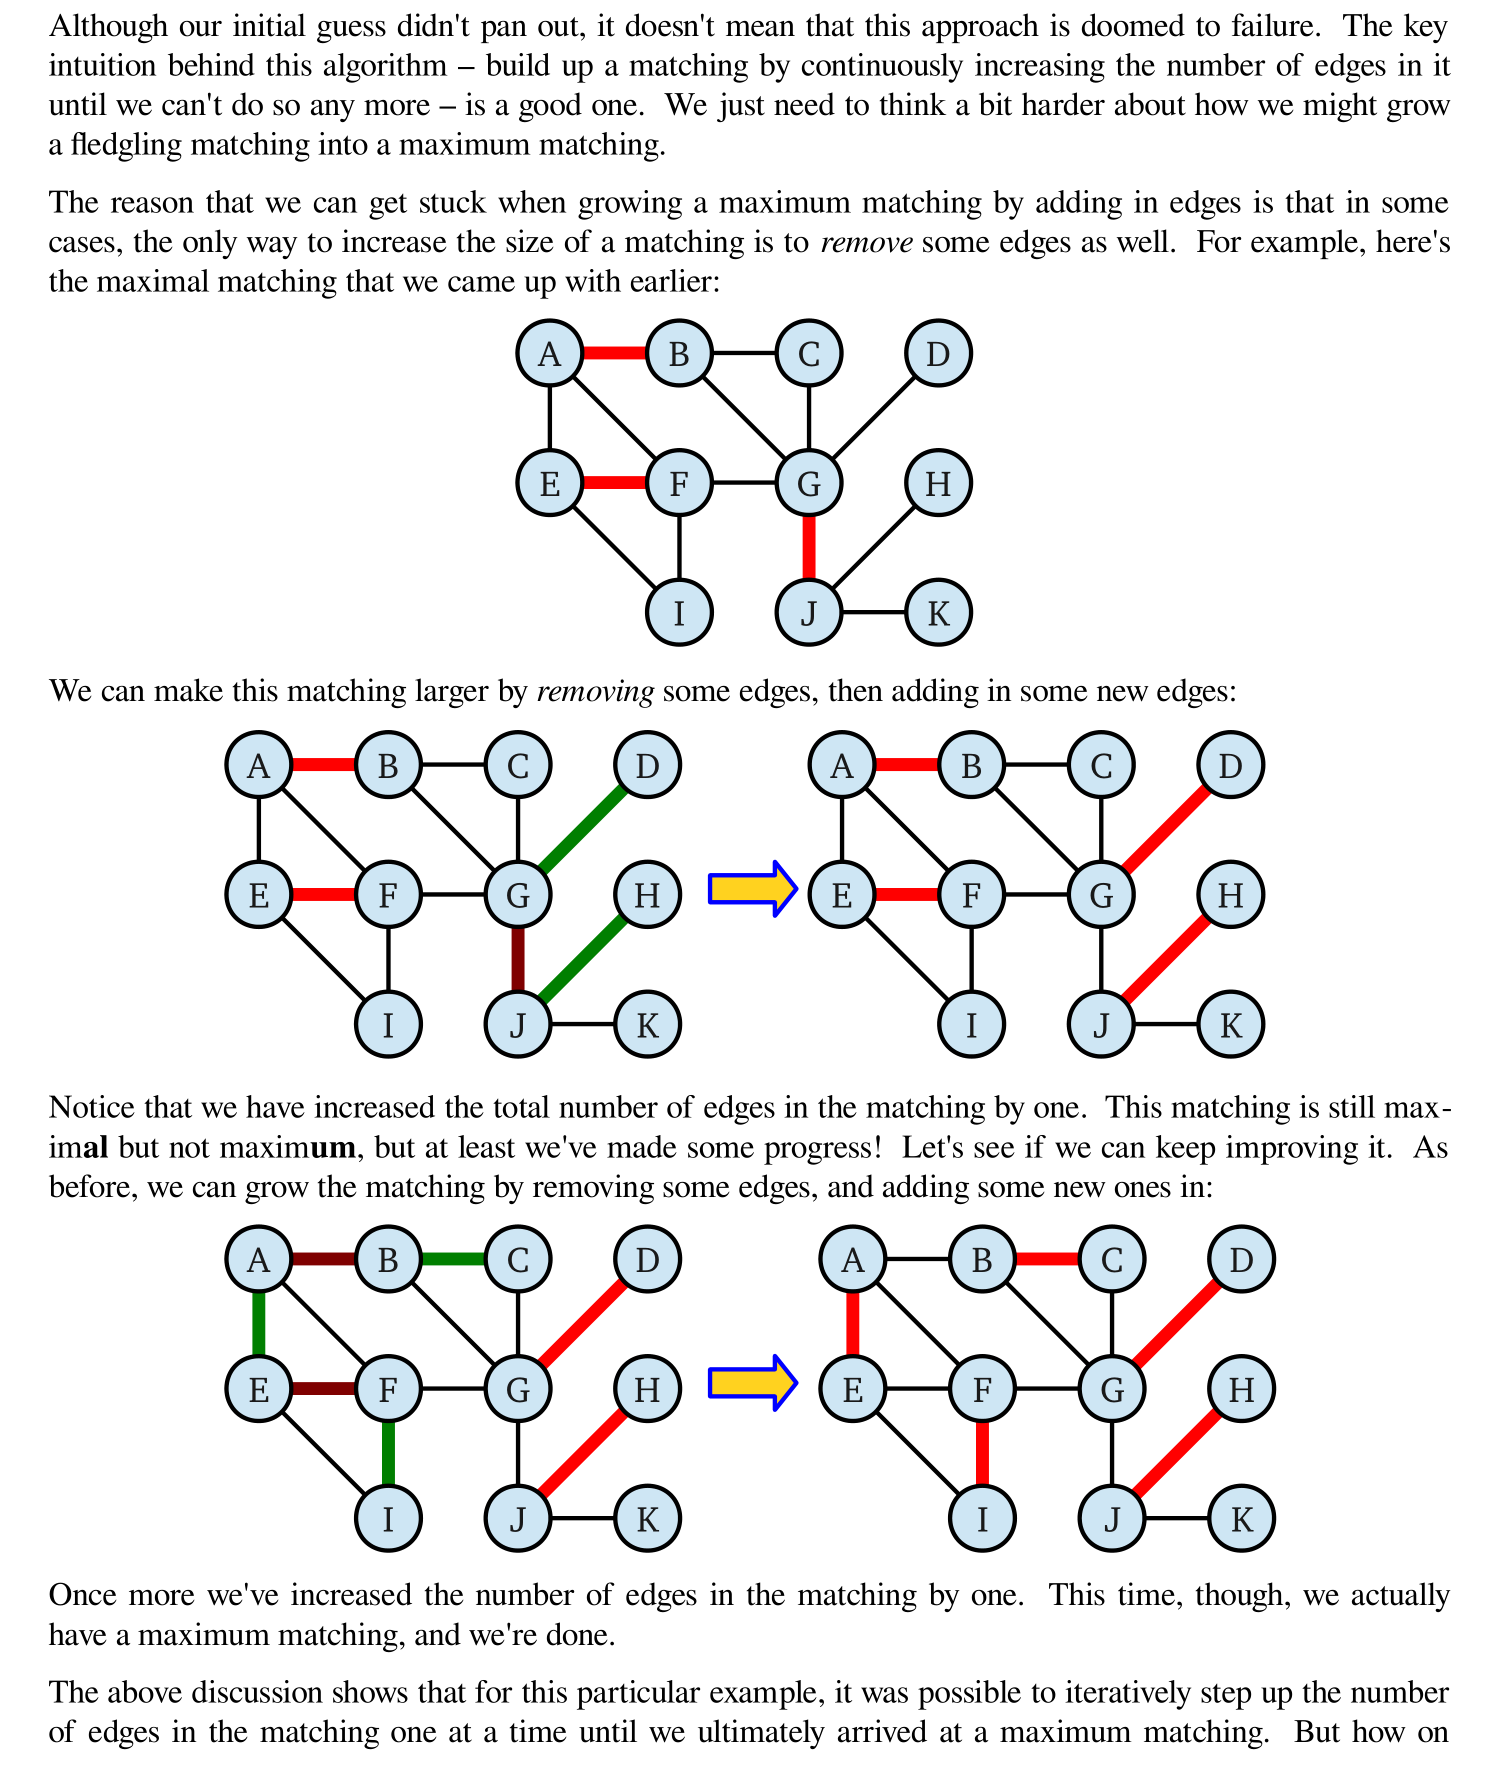 Although our initial guess didn't pan out, it doesn't mean that this approach is doomed to failure. The key
intuition behind this algorithm – build up a matching by continuously increasing the number of edges in it
until we can't do so any more – is a good one. We just need to think a bit harder about how we might grow
a fledgling matching into a maximum matching.
The reason that we can get stuck when growing a maximum matching by adding in edges is that in some
cases, the only way to increase the size of a matching is to remove some edges as well. For example, here's
the maximal matching that we came up with earlier:
A B C D
E F G H
I J K
We can make this matching larger by removing some edges, then adding in some new edges:
A B C D A B C D
E F G H E F G H
I J K I J K
Notice that we have increased the total number of edges in the matching by one. This matching is still max-
imal but not maximum, but at least we've made some progress! Let's see if we can keep improving it. As
before, we can grow the matching by removing some edges, and adding some new ones in:
A B C D A B C D
E F G H E F G H
I J K I J K
Once more we've increased the number of edges in the matching by one. This time, though, we actually
have a maximum matching, and we're done.
The above discussion shows that for this particular example, it was possible to iteratively step up the number
of edges in the matching one at a time until we ultimately arrived at a maximum matching. But how on